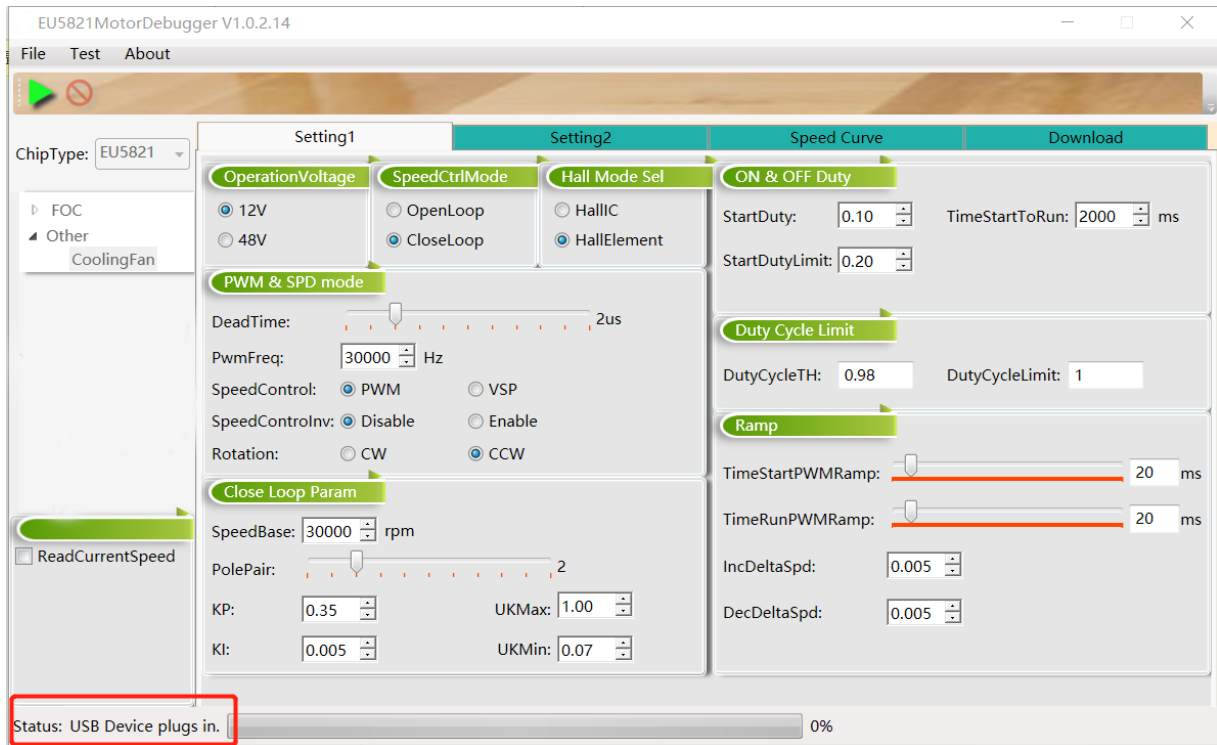 EU5821MotorDebugger V1.0.2.14
File Test About
ChipType: EU5821
FOC
Other
CoolingFan
ReadCurrentSpeed
Setting1 Setting2 Speed Curve Download
OperationVoltage
12V
48V
SpeedCtrlMode
OpenLoop
CloseLoop
Hall Mode Sel
HallIC
HallElement
PWM & SPD mode
DeadTime: 2us
PwmFreq: 30000 Hz
SpeedControl: PWM VSP
SpeedControInv: Disable Enable
Rotation: CW CCW
Close Loop Param
SpeedBase: 30000 rpm
PolePair: 2
KP: 0.35 UKMax: 1.00
KI: 0.005 UKMin: 0.07
ON & OFF Duty
StartDuty: 0.10 TimeStartToRun: 2000 ms
StartDutyLimit: 0.20
Duty Cycle Limit
DutyCycleTH: 0.98 DutyCycleLimit: 1
Ramp
TimeStartPWMRamp: 20 ms
TimeRunPWMRamp: 20 ms
IncDeltaSpd: 0.005
DecDeltaSpd: 0.005
Status: USB Device plugs in. 0%